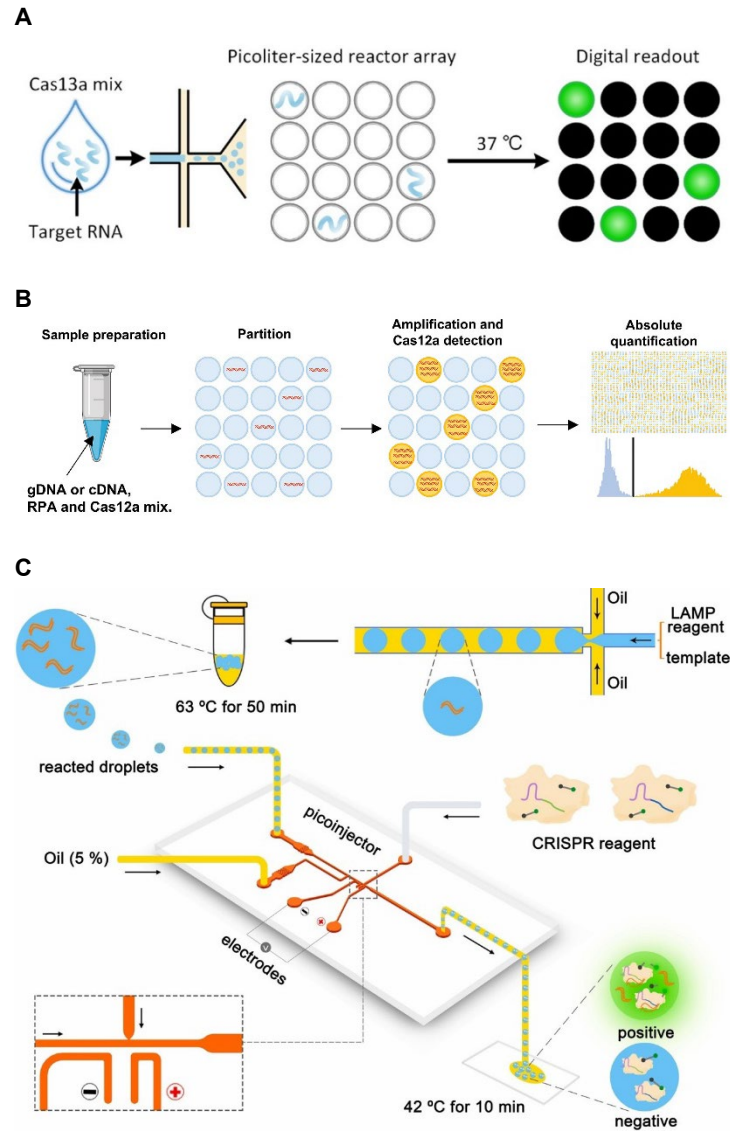 A
Picoliter-sized reactor array
Digital readout
Cas13a mix
37 ℃
Target RNA
B
Sample preparation
Partition
Amplification and
Cas12a detection
Absolute
quantification
gDNA or cDNA,
RPA and Cas12a mix.
C
Oil
LAMP
reagent
template
Oil
63 ºC for 50 min
reacted droplets
picoinjector
CRISPR reagent
Oil (5 %)
electrodes
V
positive
42 ºC for 10 min
negative